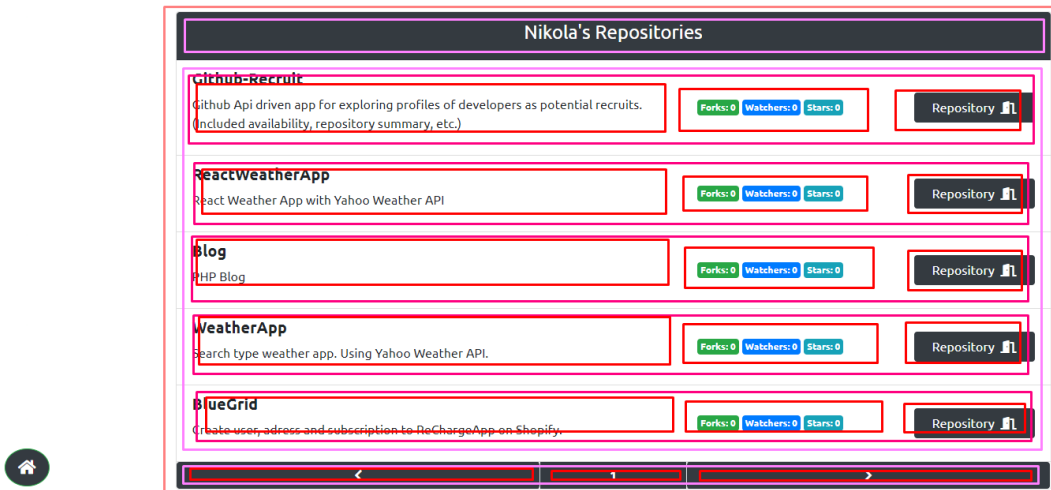 Nikola's Repositories
Github-Recruit
Github Api driven app for exploring profiles of developers as potential recruits.
(Included availability, repository summary, etc.)
Forks: 0 Watchers: 0 Stars: 0
Repository
ReactWeatherApp
React Weather App with Yahoo Weather API
Forks: 0 Watchers: 0 Stars: 0
Repository
Blog
PHP Blog
Forks: 0 Watchers: 0 Stars: 0
Repository
WeatherApp
Search type weather app. Using Yahoo Weather API.
Forks: 0 Watchers: 0 Stars: 0
Repository
BlueGrid
Create user, adress and subscription to ReChargeApp on Shopify.
Forks: 0 Watchers: 0 Stars: 0
Repository
1